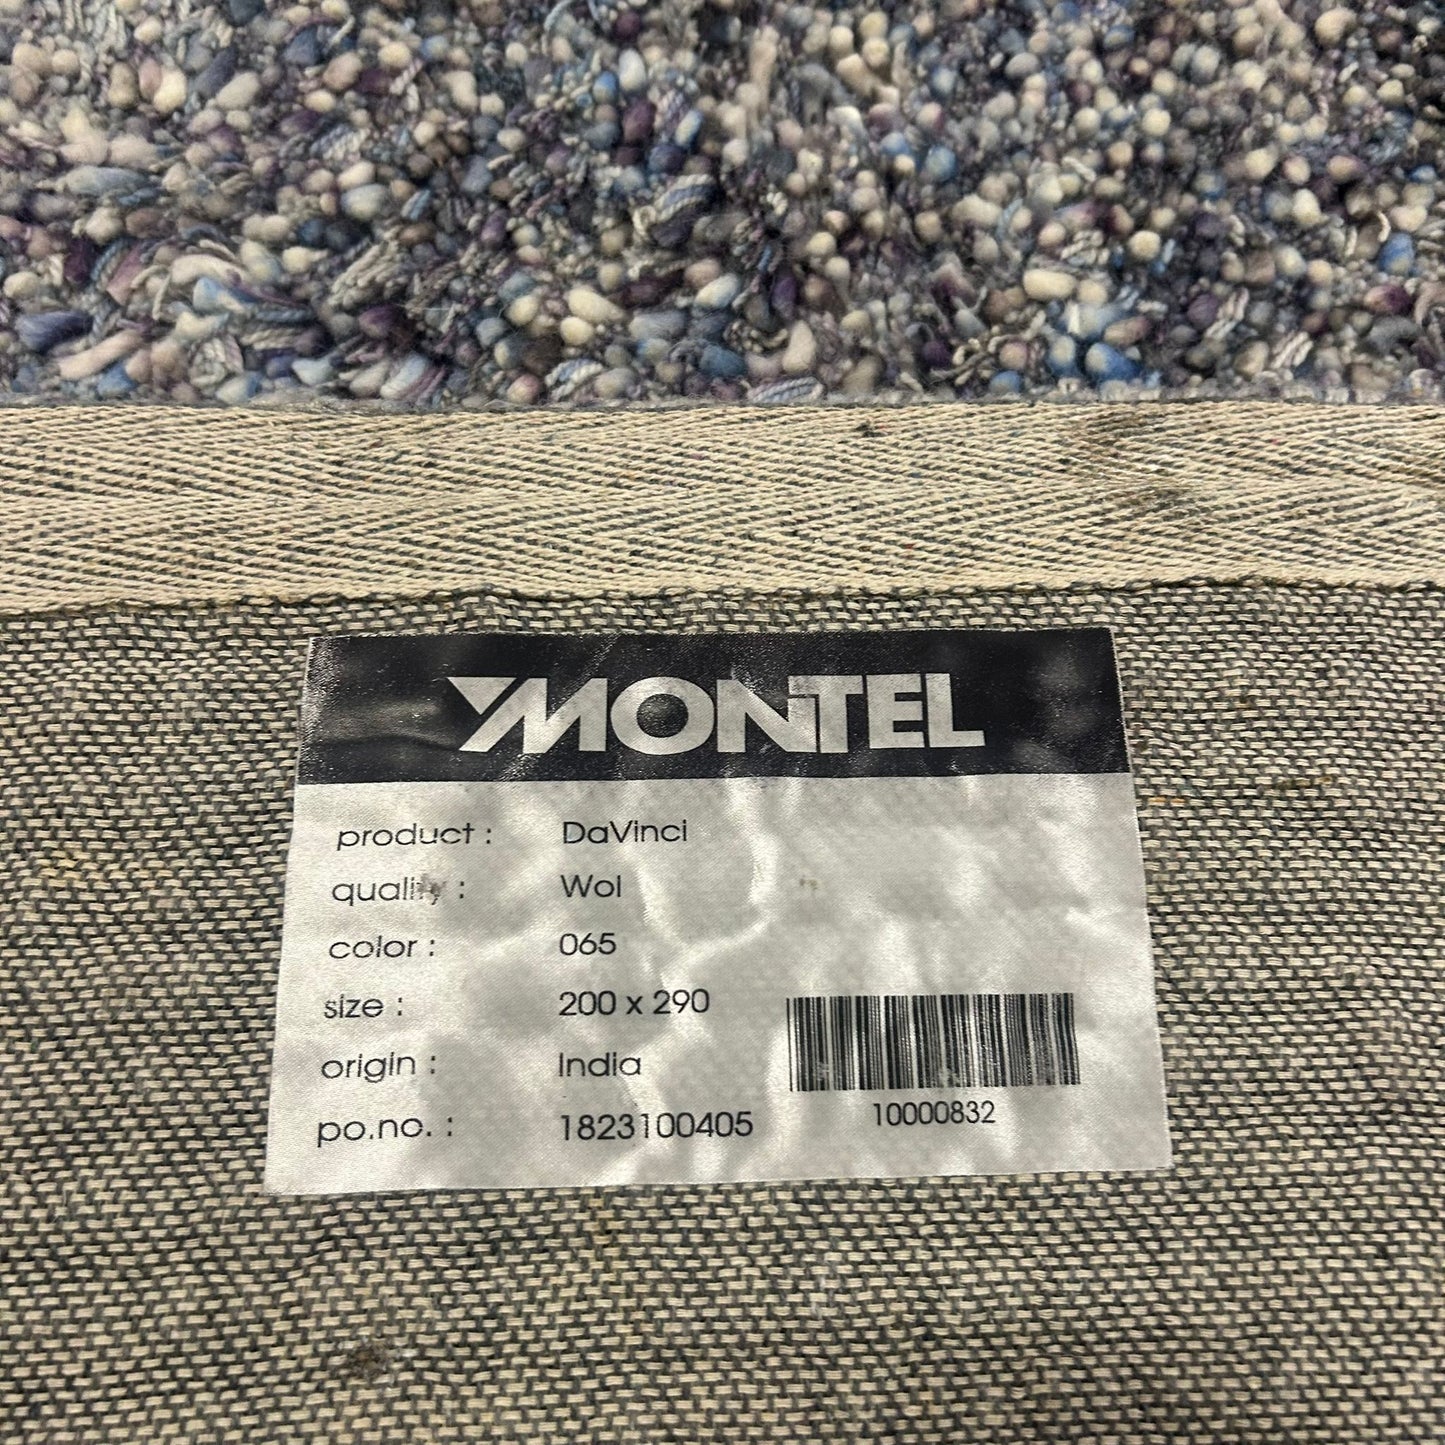 MONTEL
product : DaVinci
quality : Wol
color : 065
size : 200 x 290
origin : India
po.no. : 1823100405
10000832